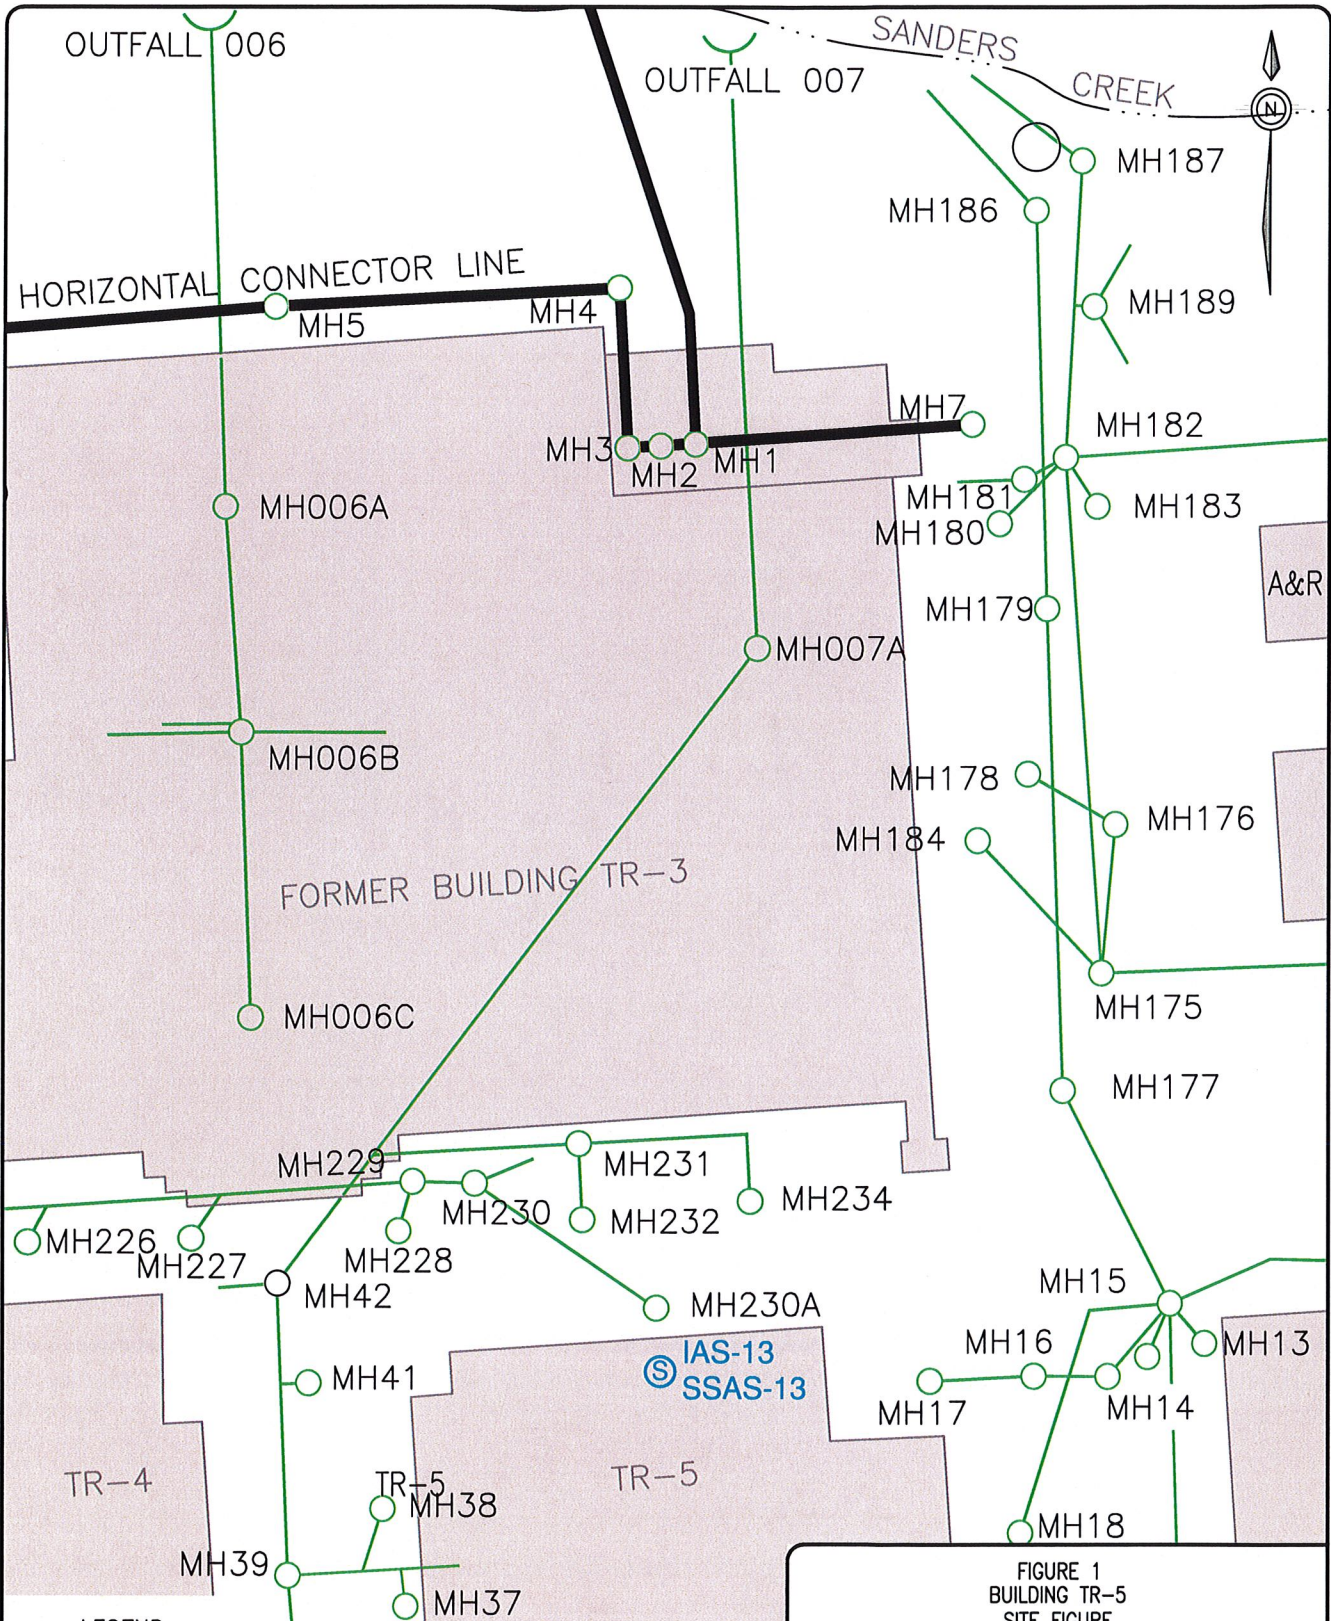 OUTFALL 006
SANDERS
CREEK
OUTFALL 007
N
MH187
MH186
HORIZONTAL CONNECTOR LINE
MH5
MH4
MH189
MH7
MH182
MH3
MH2
MH1
MH181
MH183
MH180
MH006A
A&R
MH179
MH007A
MH006B
MH178
MH176
MH184
FORMER BUILDING TR-3
MH175
MH006C
MH177
MH229
MH231
MH234
MH230
MH232
MH226
MH227
MH228
MH42
MH15
MH230A
MH16
MH13
IAS-13
S
SSAS-13
MH41
MH17
MH14
TR-4
TR-5
TR-5
MH38
MH18
MH39
MH37
FIGURE 1
BUILDING TR-5
SITE FIGURE
LEGEND